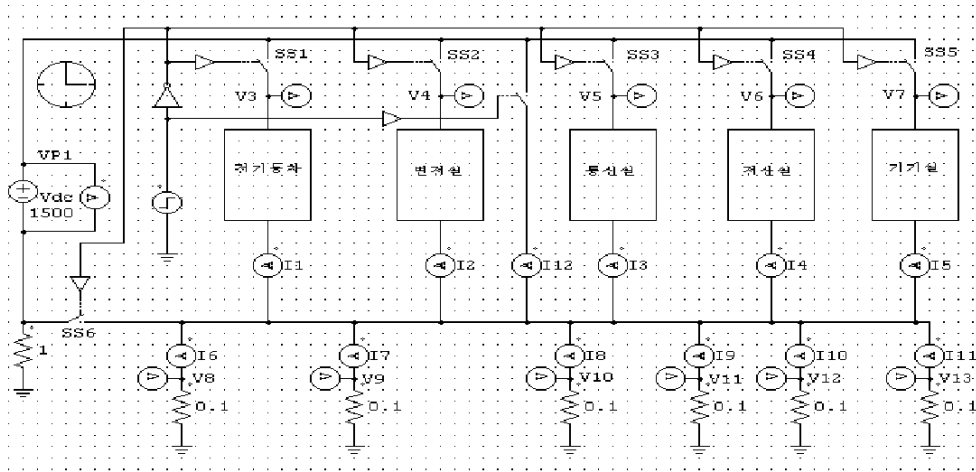 SS1
SS2
SS3
SS4
SS5
V3
V4
V5
V6
V7
VP1
Vdc
1500
전기동차
변전실
통신실
전산실
기기실
I1
I2
I12
I3
I4
I5
SS6
1
I6
I7
I8
I9
I10
I11
V8
V9
V10
V11
V12
V13
0.1
0.1
0.1
0.1
0.1
0.1